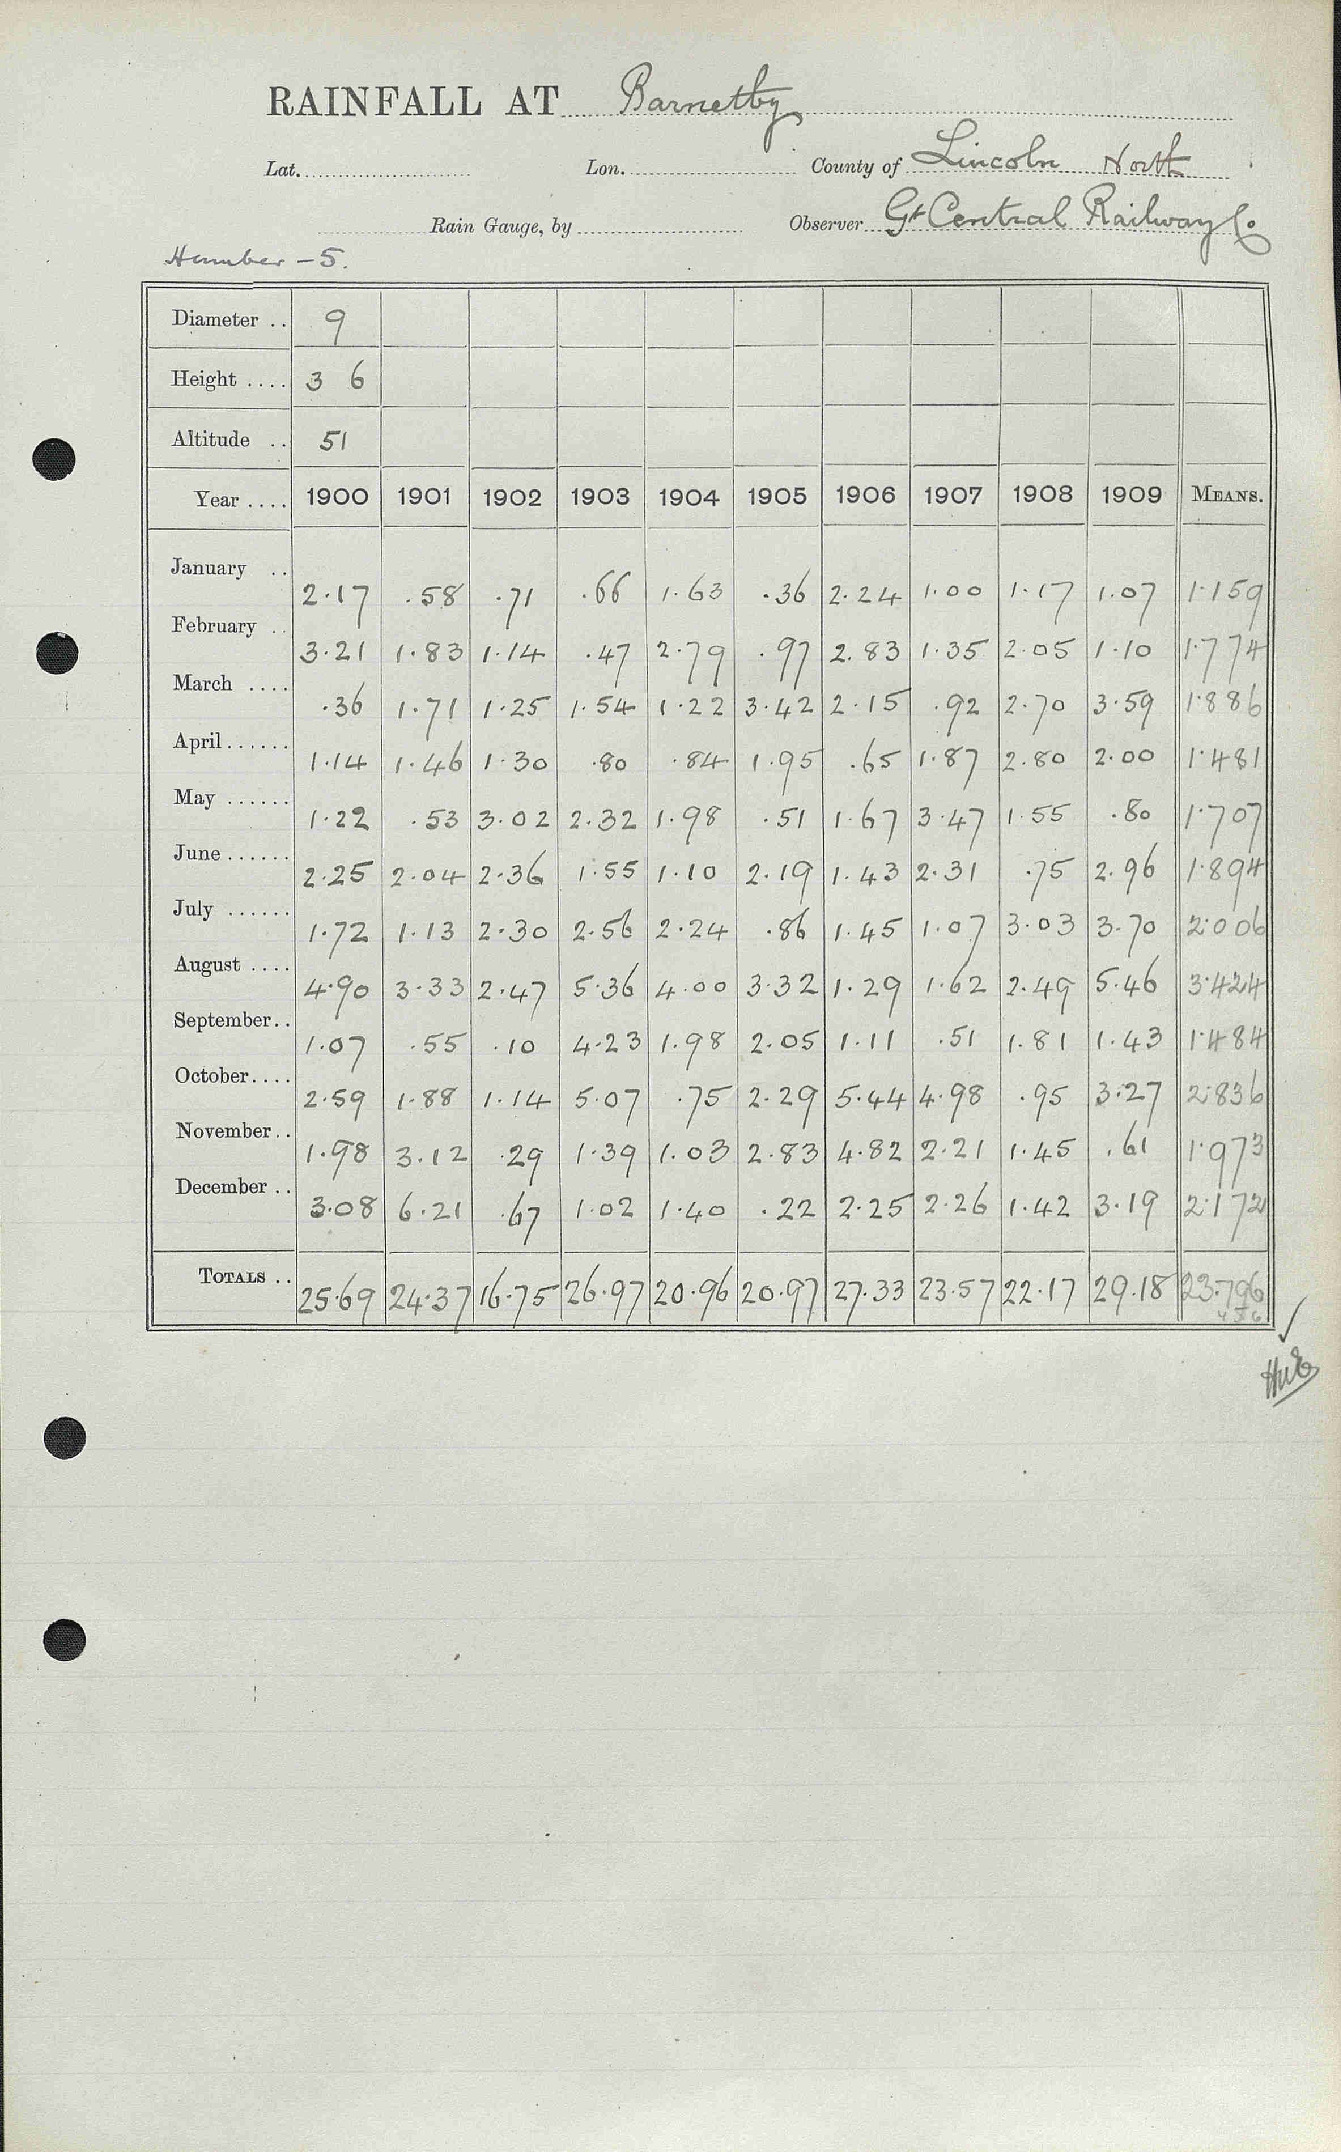 RAINFALL AT Barnetby
Lat. Lon. County of Lincoln North
Rain Gauge, by Observer Gt Central Railway Co
Humber - 5.
Diameter .. 9
Height .... 3 6
Altitude .. 51
Year .... 1900 1901 1902 1903 1904 1905 1906 1907 1908 1909 MEANS.
January .. 2.17 .58 .71 .66 1.63 .36 2.24 1.00 1.17 1.07 1.159
February .. 3.21 1.83 1.14 .47 2.79 .97 2.83 1.35 2.05 1.10 1.774
March .... .36 1.71 1.25 1.54 1.22 3.42 2.15 .92 2.70 3.59 1.886
April...... 1.14 1.46 1.30 .80 .84 1.95 .65 1.87 2.80 2.00 1.481
May ...... 1.22 .53 3.02 2.32 1.98 .51 1.67 3.47 1.55 .80 1.707
June ...... 2.25 2.04 2.36 1.55 1.10 2.19 1.43 2.31 .75 2.96 1.894
July ...... 1.72 1.13 2.30 2.56 2.24 .86 1.45 1.07 3.03 3.70 2.006
August .... 4.90 3.33 2.47 5.36 4.00 3.32 1.29 1.62 2.49 5.46 3.424
September.. 1.07 .55 .10 4.23 1.98 2.05 1.11 .51 1.81 1.43 1.484
October.... 2.59 1.88 1.14 5.07 .75 2.29 5.44 4.98 .95 3.27 2.836
November.. 1.98 3.12 .29 1.39 1.03 2.83 4.82 2.21 1.45 .61 1.973
December .. 3.08 6.21 .67 1.02 1.40 .22 2.25 2.26 1.42 3.19 2.172
TOTALS .. 25.69 24.37 16.75 26.97 20.96 20.97 27.33 23.57 22.17 29.18 23.796